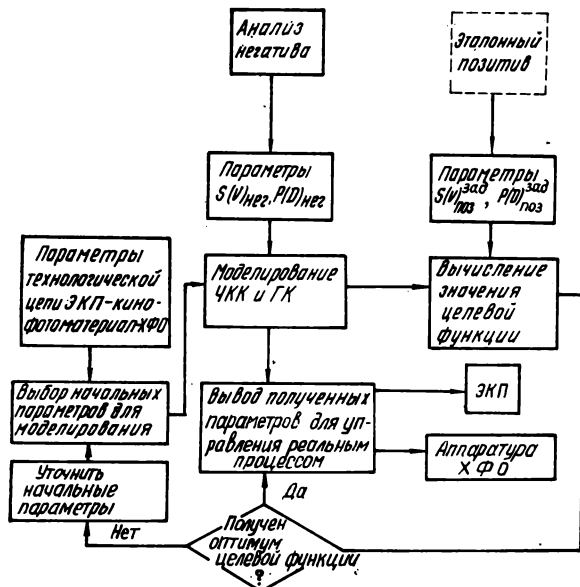 Анализ
негатива
Эталонный
позитив
Параметры
S(ν)нег, P(D)нег
Параметры
S(ν)поз зад, P(D)поз зад
Параметры
технологической
цепи ЭКП-кино-
фотоматериал-ХФО
Моделирование
ЧКК и ГК
Вычисление
значения
целевой
функции
Выбор начальных
параметров для
моделирования
Вывод полученных
параметров для уп-
равления реальным
процессом
ЭКП
Аппаратура
ХФО
Уточнить
начальные
параметры
Да
Нет
Получен
оптимум
целевой функции
?